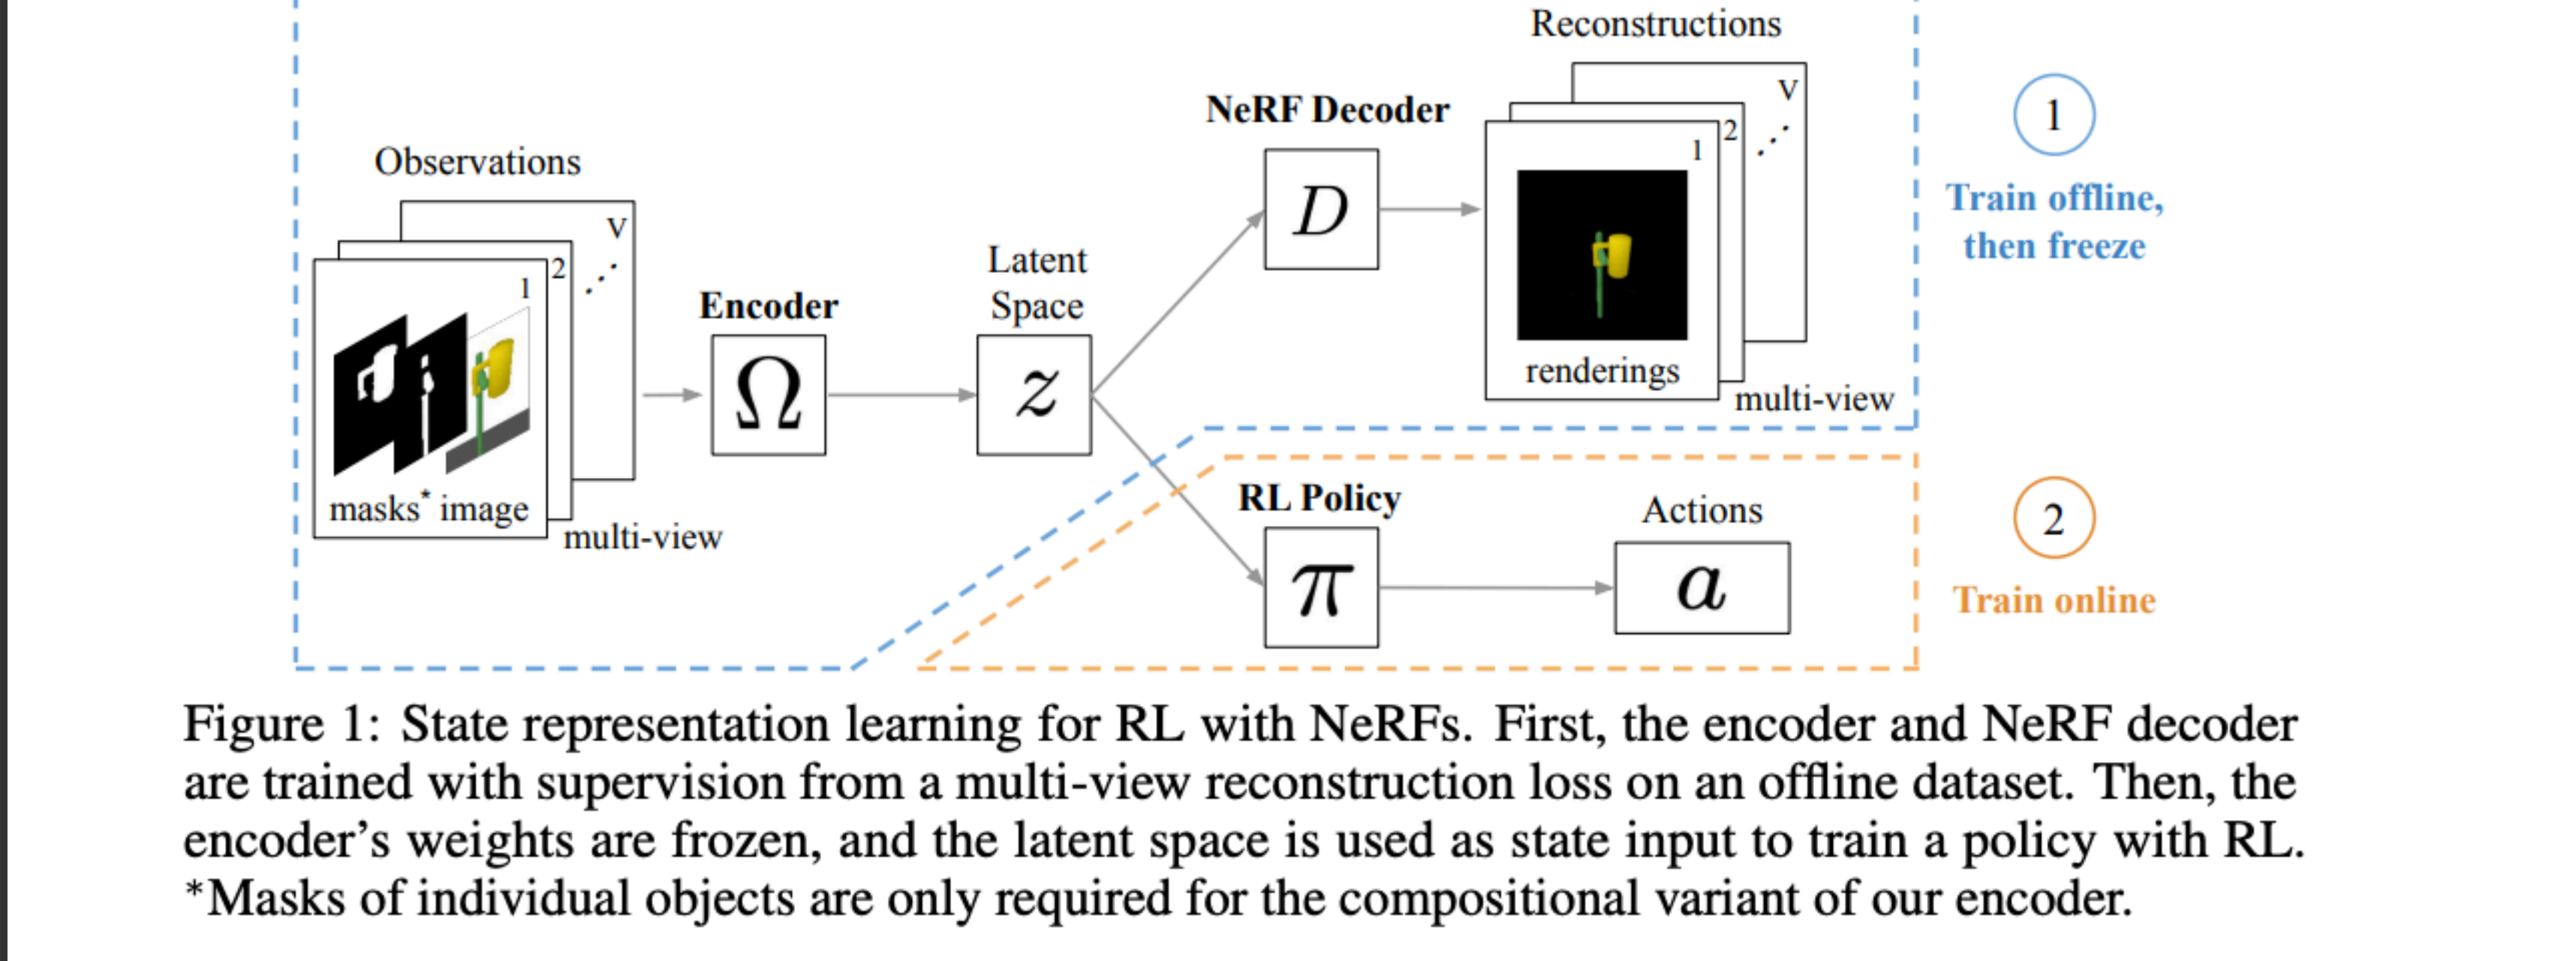 Reconstructions
NeRF Decoder
V
2
1
⋰
1
D
Train offline,
then freeze
Observations
V
2
1
⋰
Latent
Space
Encoder
Ω
z
renderings
multi-view
masks* image
multi-view
RL Policy
Actions
2
π
a
Train online
Figure 1: State representation learning for RL with NeRFs. First, the encoder and NeRF decoder
are trained with supervision from a multi-view reconstruction loss on an offline dataset. Then, the
encoder’s weights are frozen, and the latent space is used as state input to train a policy with RL.
*Masks of individual objects are only required for the compositional variant of our encoder.